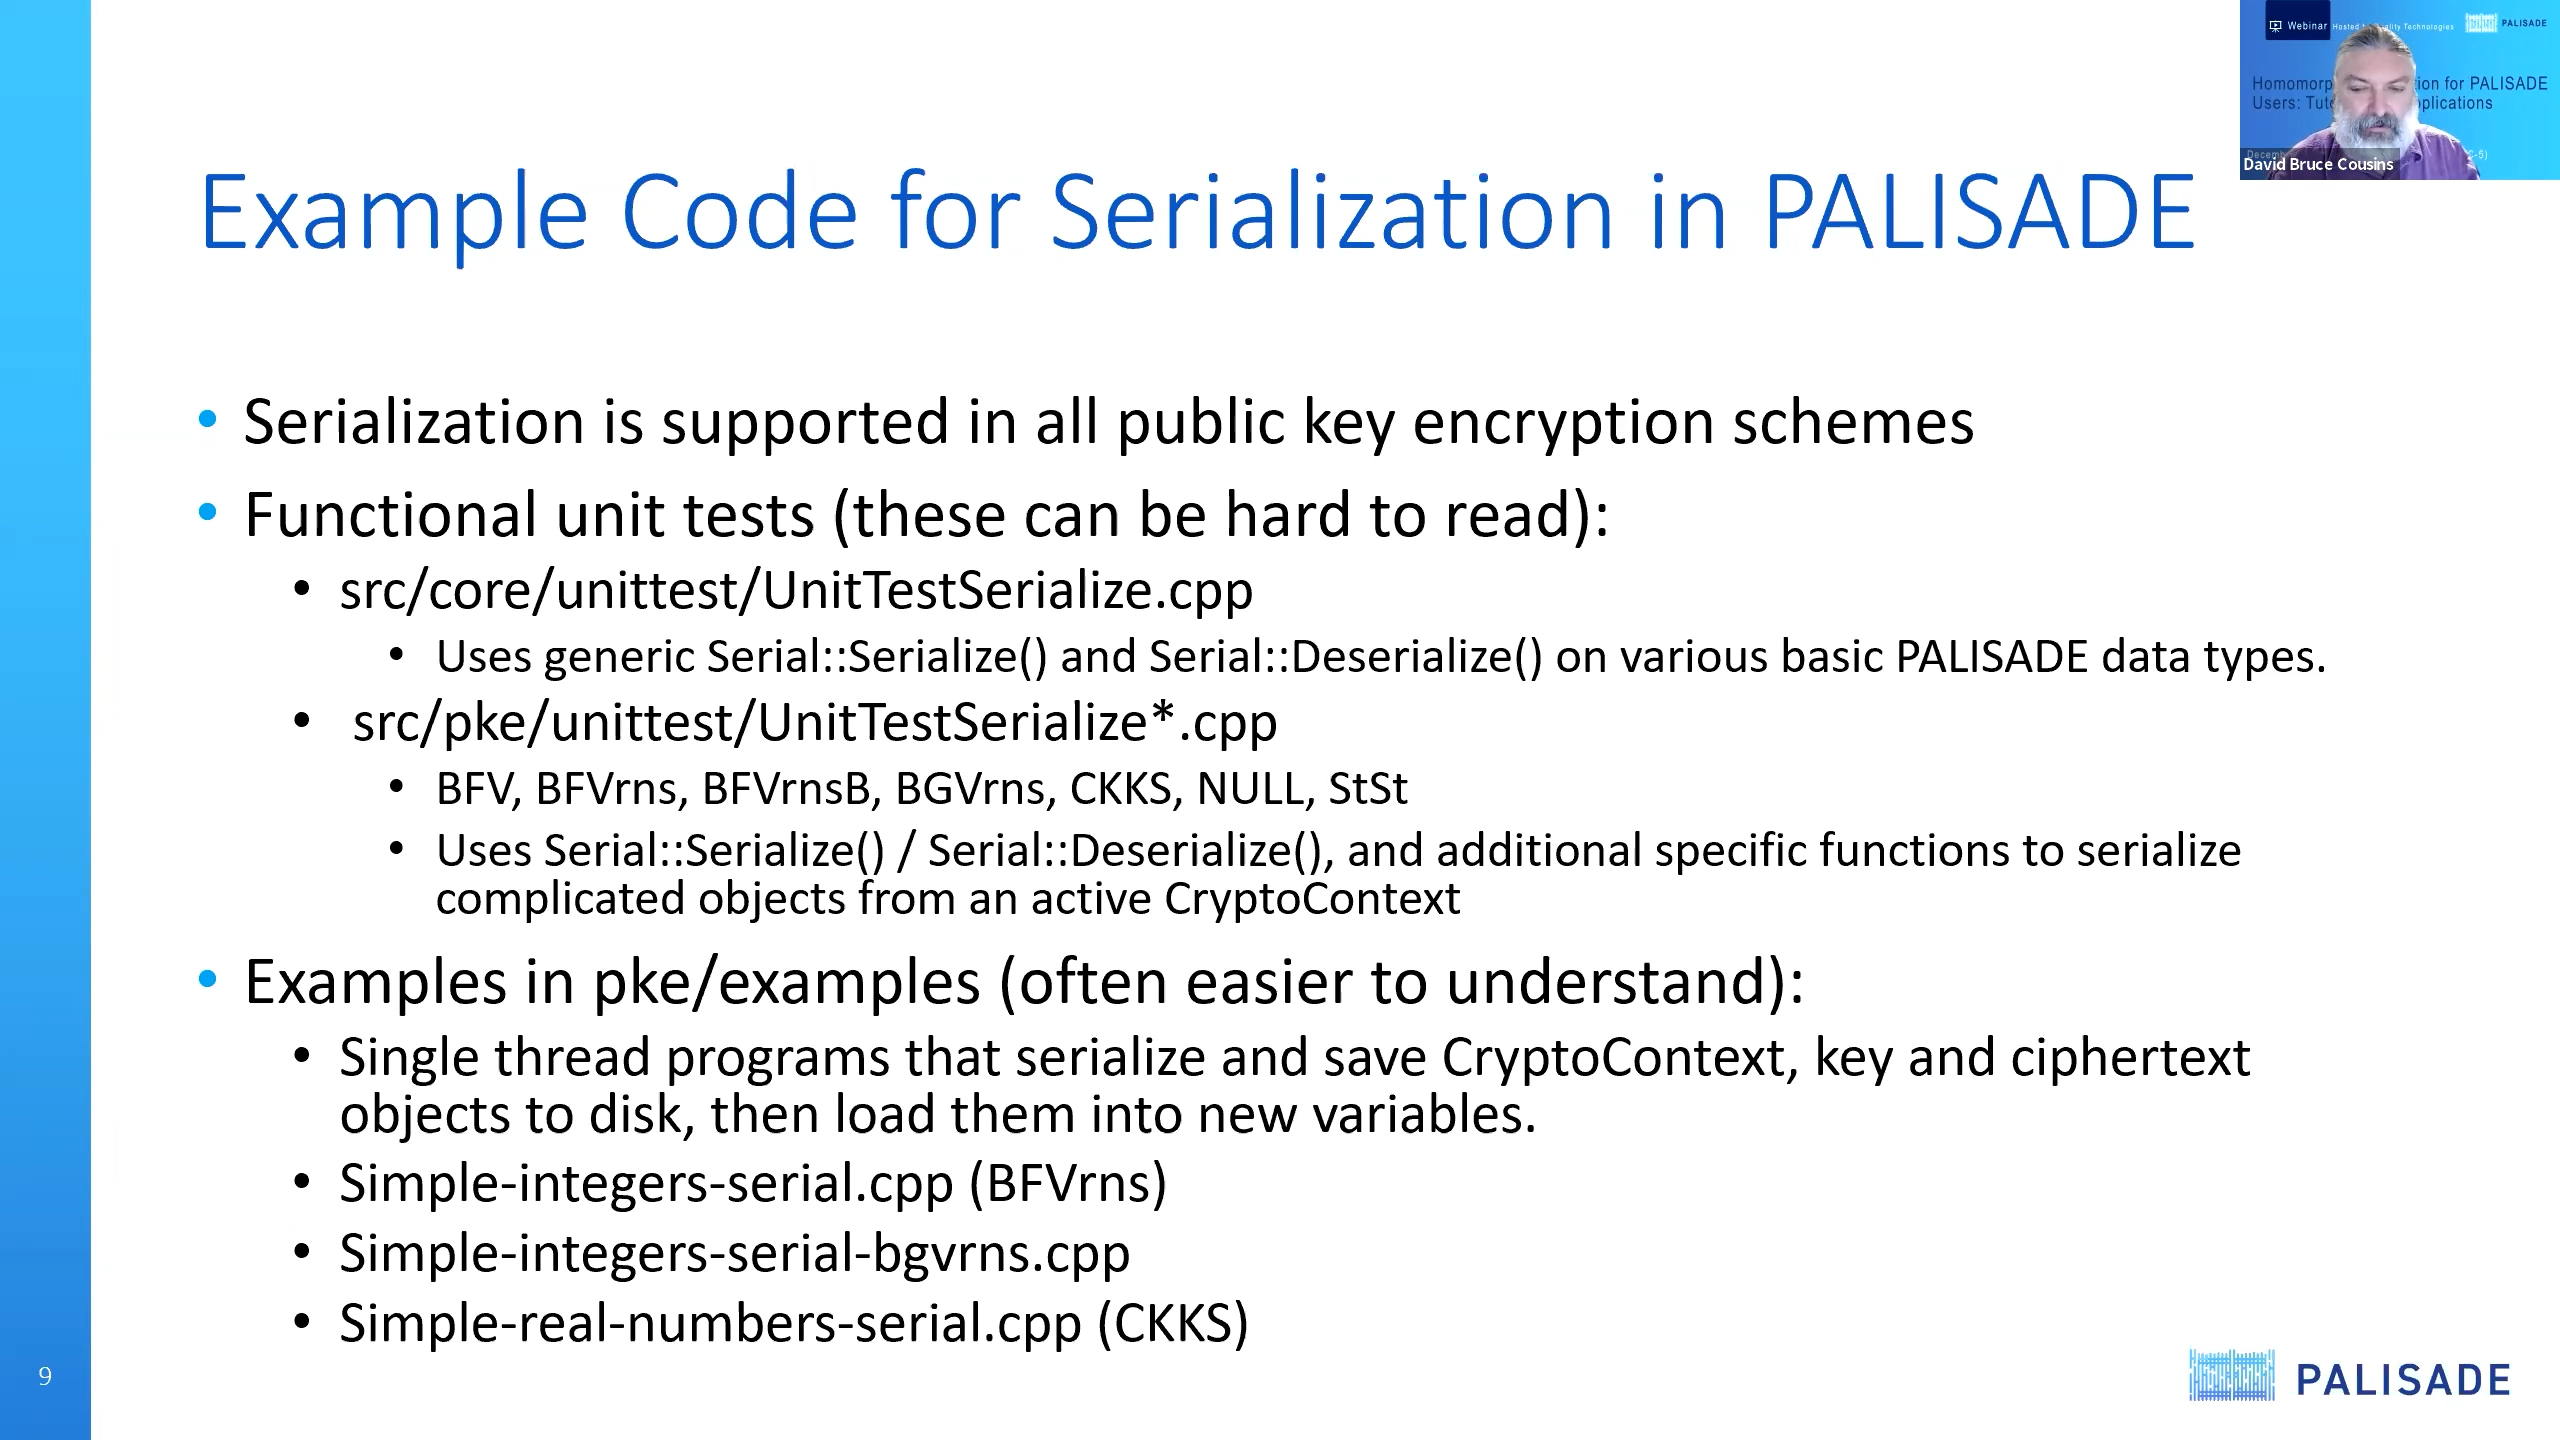 Webinar Hosted by Duality Technologies PALISADE
Homomorp tion for PALISADE
Users: Tut plications
David Bruce Cousins
Example Code for Serialization in PALISADE
• Serialization is supported in all public key encryption schemes
• Functional unit tests (these can be hard to read):
• src/core/unittest/UnitTestSerialize.cpp
• Uses generic Serial::Serialize() and Serial::Deserialize() on various basic PALISADE data types.
• src/pke/unittest/UnitTestSerialize*.cpp
• BFV, BFVrns, BFVrnsB, BGVrns, CKKS, NULL, StSt
• Uses Serial::Serialize() / Serial::Deserialize(), and additional specific functions to serialize
complicated objects from an active CryptoContext
• Examples in pke/examples (often easier to understand):
• Single thread programs that serialize and save CryptoContext, key and ciphertext
objects to disk, then load them into new variables.
• Simple-integers-serial.cpp (BFVrns)
• Simple-integers-serial-bgvrns.cpp
• Simple-real-numbers-serial.cpp (CKKS)
9
PALISADE